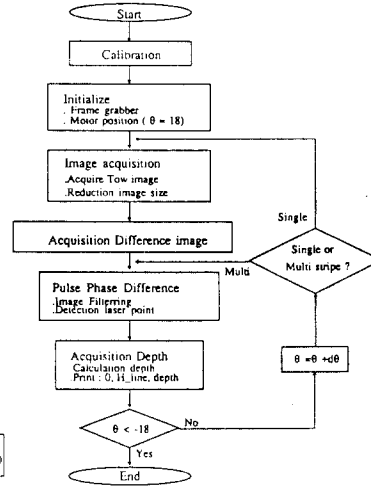 Start
Calibration
Initialize
. Frame grabber
. Motor position ( θ = 18)
Image acquisition
.Acquire Tow image
.Reduction image size
Acquisition Difference image
Single
Single or
Multi stripe ?
Multi
Pulse Phase Difference
.Image Filterring
.Detection laser point
Acquisition Depth
Calculation depth
.Print : 0, H_line, depth
θ =θ +dθ
θ < -18
No
Yes
End